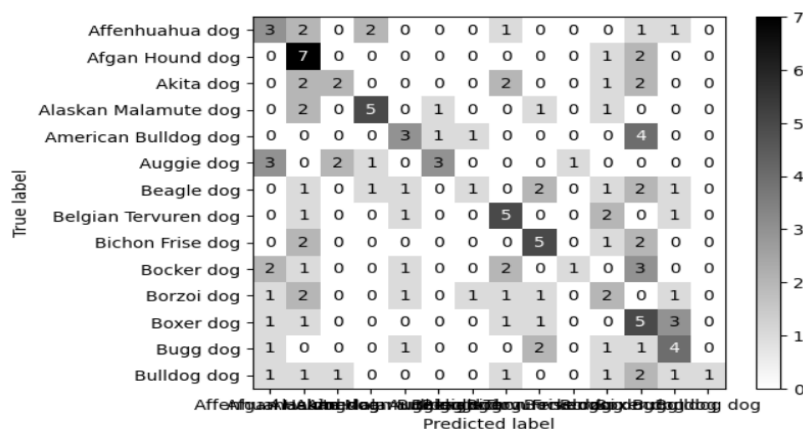 Affenhuahua dog 3 2 0 2 0 0 0 1 0 0 0 1 1 0
Afgan Hound dog 0 7 0 0 0 0 0 0 0 0 1 2 0 0
Akita dog 0 2 2 0 0 0 0 2 0 0 1 2 0 0
Alaskan Malamute dog 0 2 0 5 0 1 0 0 1 0 1 0 0 0
American Bulldog dog 0 0 0 0 3 1 1 0 0 0 0 4 0 0
Auggie dog 3 0 2 1 0 3 0 0 0 1 0 0 0 0
Beagle dog 0 1 0 1 1 0 1 0 2 0 1 2 1 0
Belgian Tervuren dog 0 1 0 0 1 0 0 5 0 0 2 0 1 0
Bichon Frise dog 0 2 0 0 0 0 0 0 5 0 1 2 0 0
Bocker dog 2 1 0 0 1 0 0 2 0 1 0 3 0 0
Borzoi dog 1 2 0 0 1 0 1 1 1 0 2 0 1 0
Boxer dog 1 1 0 0 0 0 0 1 1 0 0 5 3 0
Bugg dog 1 0 0 0 1 0 0 0 2 0 1 1 4 0
Bulldog dog 1 1 1 0 0 0 0 1 0 0 1 2 1 1
True label
Predicted label
7
6
5
4
3
2
1
0